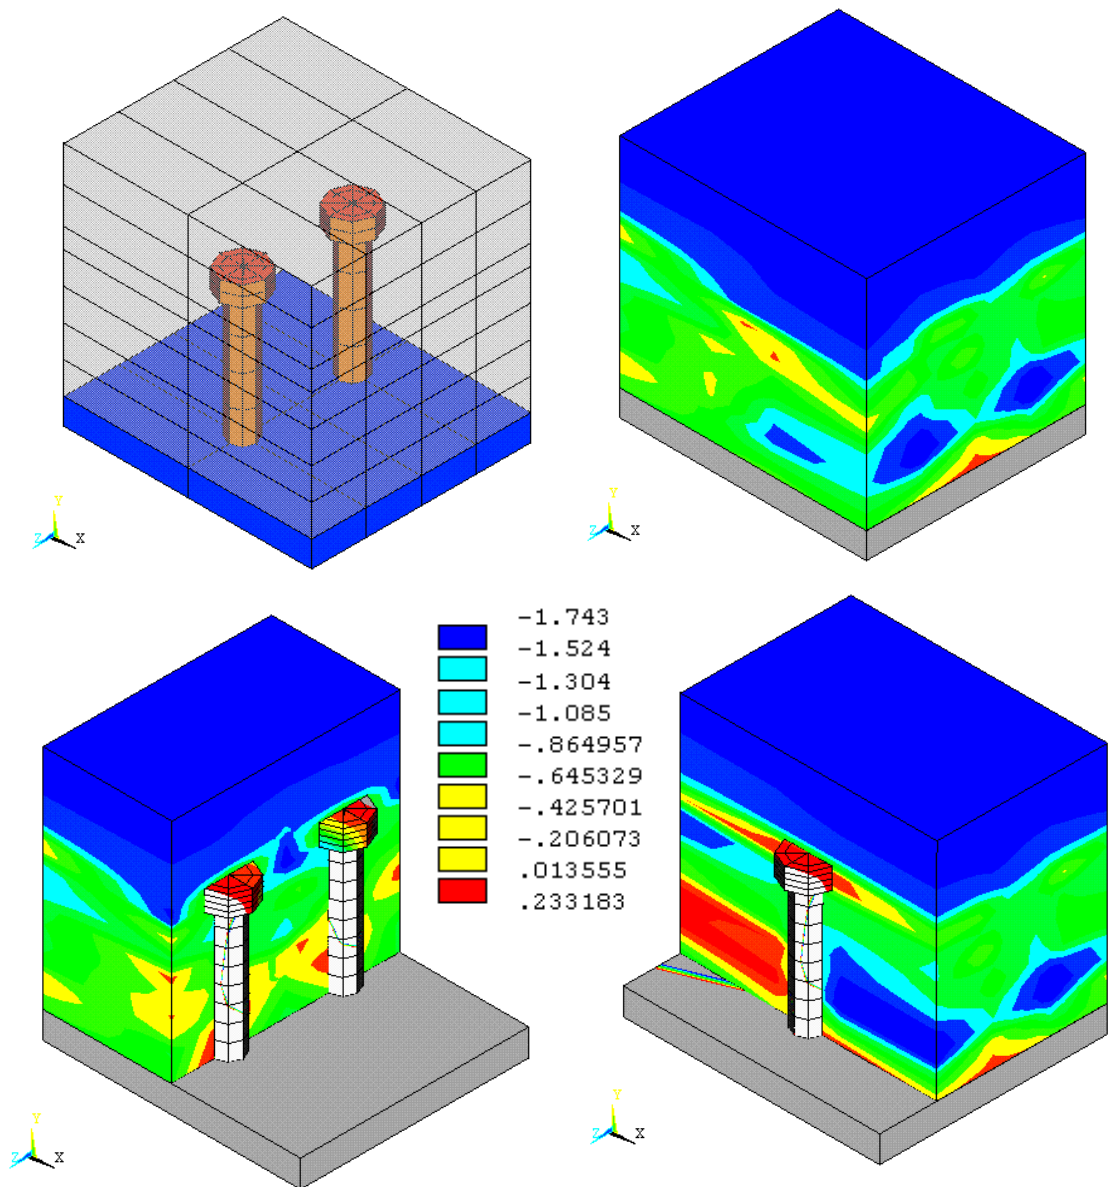 Y
Z X
Y
Z X
-1.743
-1.524
-1.304
-1.085
-.864957
-.645329
-.425701
-.206073
.013555
.233183
Y
Z X
Y
Z X